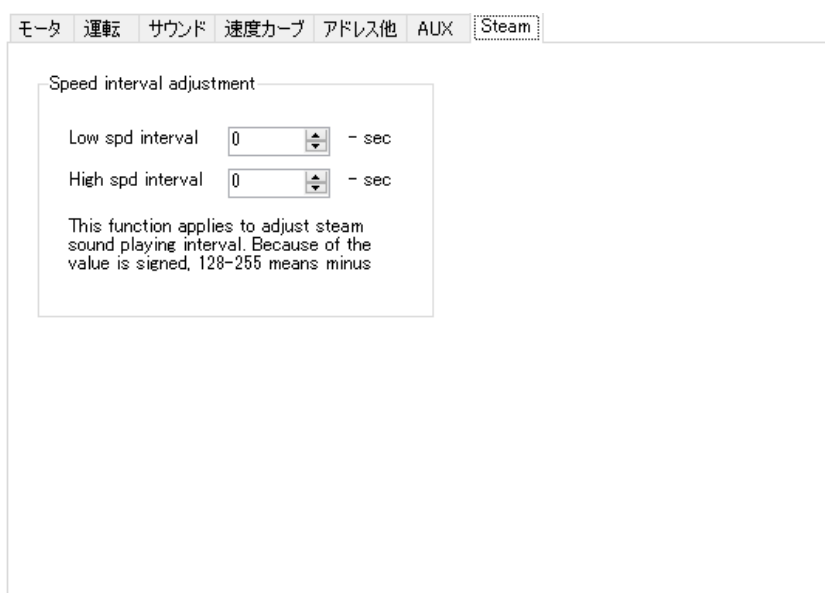 モータ 運転 サウンド 速度カーブ アドレス他 AUX Steam
Speed interval adjustment
Low spd interval 0 - sec
High spd interval 0 - sec
This function applies to adjust steam
sound playing interval. Because of the
value is signed, 128-255 means minus